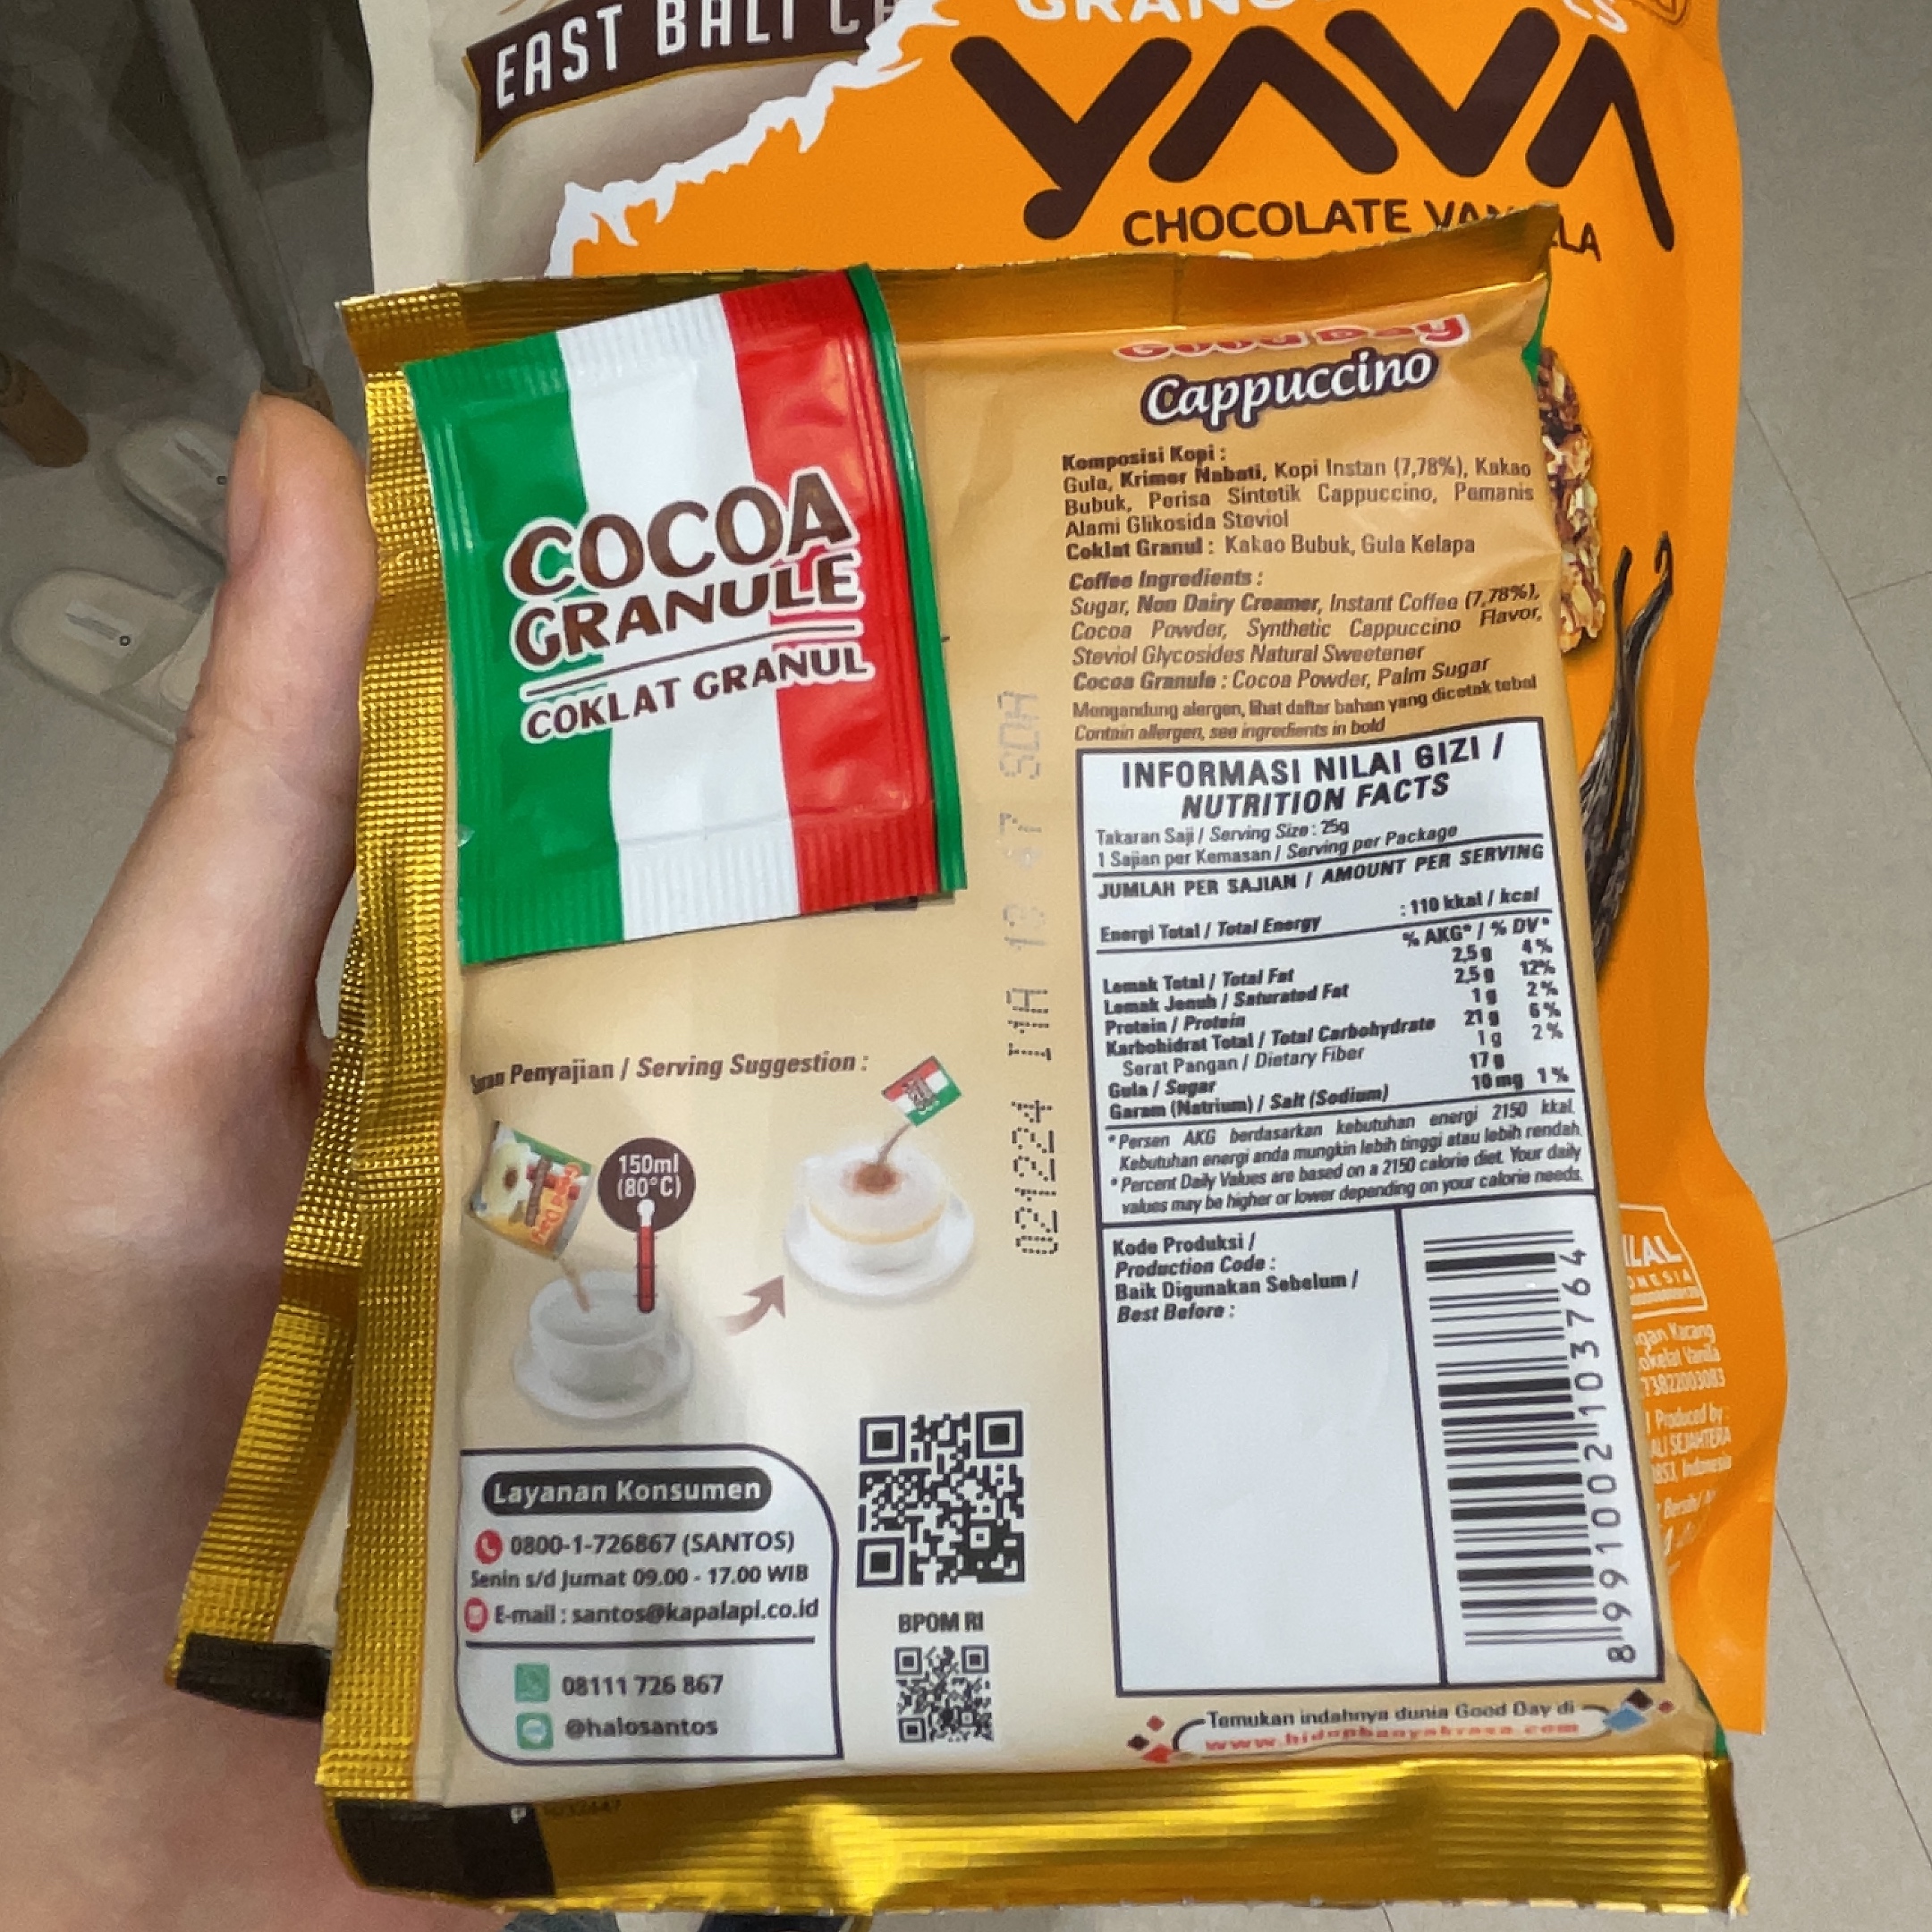 EAST BALI
YAVA
CHOCOLATE
COCOA
GRANULE
COKLAT GRANUL
Good Day
Cappuccino
Komposisi Kopi :
Gula, Krimer Nabati, Kopi Instan (7,78%), Kakao
Bubuk, Perisa Sintetik Cappuccino, Pemanis
Alami Glikosida Steviol
Coklat Granul : Kakao Bubuk, Gula Kelapa
Coffee Ingredients :
Sugar, Non Dairy Creamer, Instant Coffee (7,78%),
Cocoa Powder, Synthetic Cappuccino Flavor,
Steviol Glycosides Natural Sweetener
Cocoa Granule : Cocoa Powder, Palm Sugar
Mengandung alergen, lihat daftar bahan yang dicetak tebal
Contain allergen, see ingredients in bold
INFORMASI NILAI GIZI /
NUTRITION FACTS
Takaran Saji / Serving Size : 25g
1 Sajian per Kemasan / Serving per Package
JUMLAH PER SAJIAN / AMOUNT PER SERVING
Energi Total / Total Energy : 110 kkal / kcal
% AKG* / % DV*
Lemak Total / Total Fat 2,5 g 4%
Lemak Jenuh / Saturated Fat 2,5 g 12%
Protein / Protein 1 g 2%
Karbohidrat Total / Total Carbohydrate 21 g 6%
Serat Pangan / Dietary Fiber 1 g 2%
Gula / Sugar 17 g
Garam (Natrium) / Salt (Sodium) 10 mg 1%
*Persen AKG berdasarkan kebutuhan energi 2150 kkal.
Kebutuhan energi anda mungkin lebih tinggi atau lebih rendah
*Percent Daily Values are based on a 2150 calorie diet. Your daily
values may be higher or lower depending on your calorie needs.
Kode Produksi /
Production Code :
Baik Digunakan Sebelum /
Best Before :
8 991002 103764
021224
Penyajian / Serving Suggestion :
150ml
(80°C)
Layanan Konsumen
0800-1-726867 (SANTOS)
Senin s/d Jumat 09.00 - 17.00 WIB
E-mail : santos@kapalapi.co.id
08111 726 867
@halosantos
BPOM RI
Temukan indahnya dunia Good Day di
www.hidupbanyakrasa.com
Produced by:
Indonesia